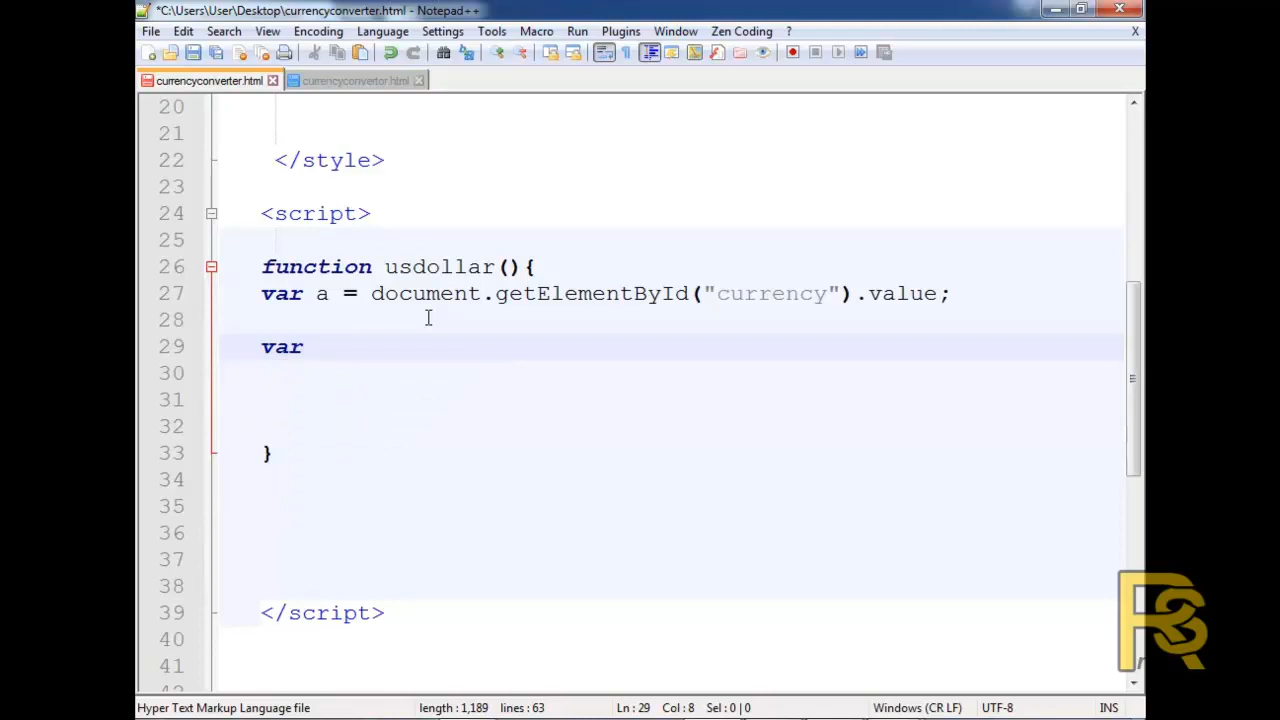 *C:\Users\User\Desktop\currencyconverter.html - Notepad++
File Edit Search View Encoding Language Settings Tools Macro Run Plugins Window Zen Coding ? X
currencyconverter.html currencyconvertor.html
20
21
22 </style>
23
24 <script>
25
26 function usdollar(){
27 var a = document.getElementById("currency").value;
28
29 var
30
31
32
33 }
34
35
36
37
38
39 </script>
40
41
Hyper Text Markup Language file length : 1,189 lines : 63 Ln : 29 Col : 8 Sel : 0 | 0 Windows (CR LF) UTF-8 INS